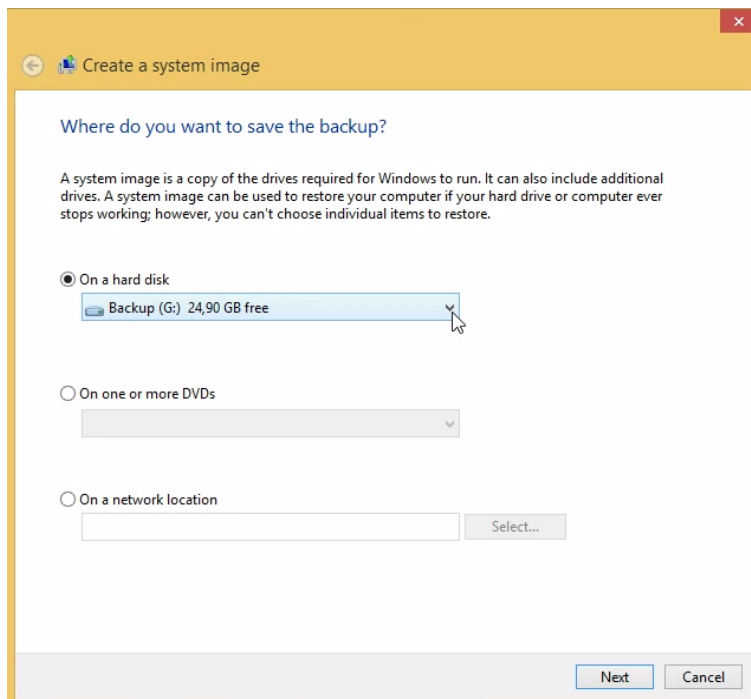 Create a system image
Where do you want to save the backup?
A system image is a copy of the drives required for Windows to run. It can also include additional
drives. A system image can be used to restore your computer if your hard drive or computer ever
stops working; however, you can't choose individual items to restore.
On a hard disk
Backup (G:) 24,90 GB free
On one or more DVDs
On a network location
Select...
Next
Cancel